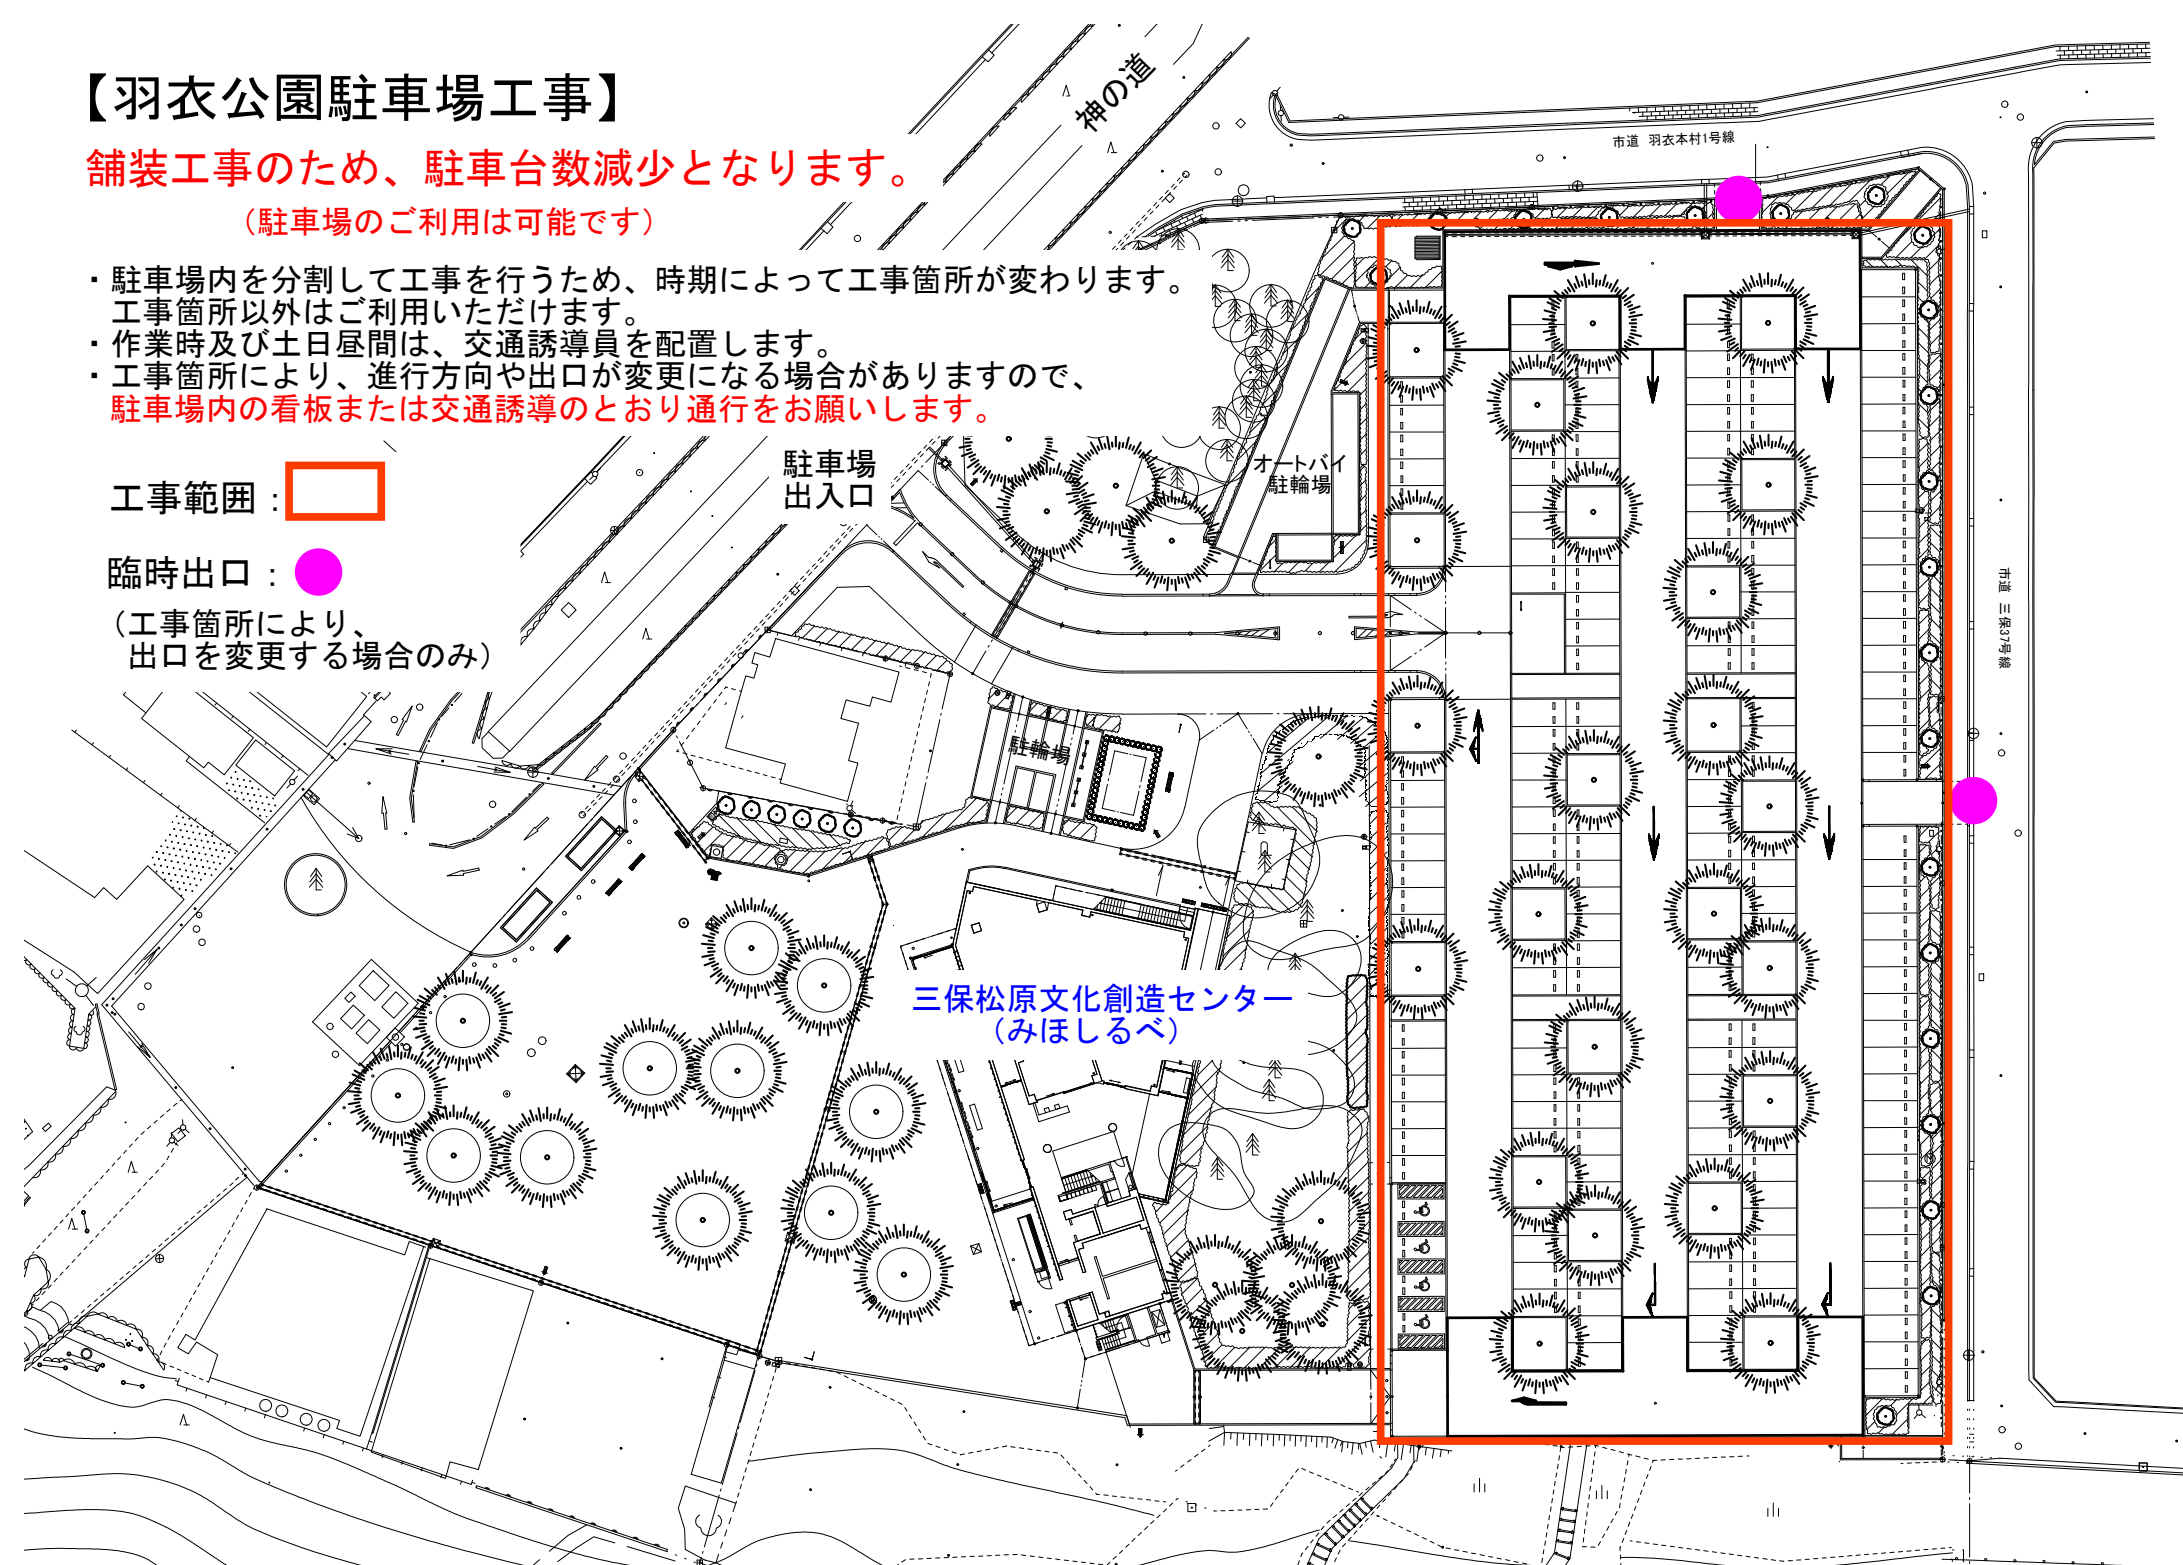 【羽衣公園駐車場工事】
舗装工事のため、駐車台数減少となります。
（駐車場のご利用は可能です）
・駐車場内を分割して工事を行うため、時期によって工事箇所が変わります。
工事箇所以外はご利用いただけます。
・作業時及び土日昼間は、交通誘導員を配置します。
・工事箇所により、進行方向や出口が変更になる場合がありますので、
駐車場内の看板または交通誘導のとおり通行をお願いします。
工事範囲：
臨時出口：
（工事箇所により、
出口を変更する場合のみ）
神の道
市道 羽衣本村1号線
駐車場
出入口
オートバイ
駐輪場
市道 三保37号線
駐輪場
三保松原文化創造センター
（みほしるべ）